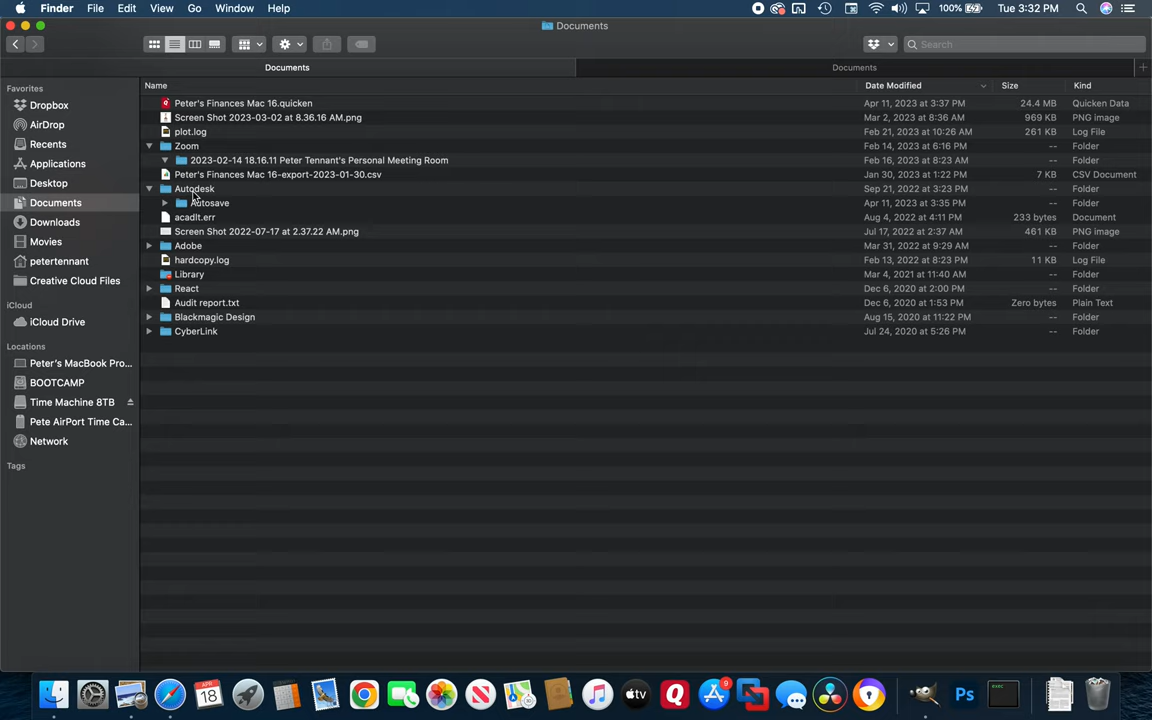 Finder File Edit View Go Window Help 100% Tue 3:32 PM
Documents
Search
Documents Documents
Favorites
Dropbox
AirDrop
Recents
Applications
Desktop
Documents
Downloads
Movies
petertennant
Creative Cloud Files
iCloud
iCloud Drive
Locations
Peter's MacBook Pro...
BOOTCAMP
Time Machine 8TB
Pete AirPort Time Ca...
Network
Tags
Name Date Modified Size Kind
Peter's Finances Mac 16.quicken Apr 11, 2023 at 3:37 PM 24.4 MB Quicken Data
Screen Shot 2023-03-02 at 8.36.16 AM.png Mar 2, 2023 at 8:36 AM 969 KB PNG image
plot.log Feb 21, 2023 at 10:26 AM 261 KB Log File
Zoom Feb 14, 2023 at 6:16 PM -- Folder
2023-02-14 18.16.11 Peter Tennant's Personal Meeting Room Feb 16, 2023 at 8:23 AM -- Folder
Peter's Finances Mac 16-export-2023-01-30.csv Jan 30, 2023 at 1:22 PM 7 KB CSV Document
Autodesk Sep 21, 2022 at 3:23 PM -- Folder
Autosave Apr 11, 2023 at 3:35 PM -- Folder
acadlt.err Aug 4, 2022 at 4:11 PM 233 bytes Document
Screen Shot 2022-07-17 at 2.37.22 AM.png Jul 17, 2022 at 2:37 AM 461 KB PNG image
Adobe Mar 31, 2022 at 9:29 AM -- Folder
hardcopy.log Feb 13, 2022 at 8:23 PM 11 KB Log File
Library Mar 4, 2021 at 11:40 AM -- Folder
React Dec 6, 2020 at 2:00 PM -- Folder
Audit report.txt Dec 6, 2020 at 1:53 PM Zero bytes Plain Text
Blackmagic Design Aug 15, 2020 at 11:22 PM -- Folder
CyberLink Jul 24, 2020 at 5:26 PM -- Folder
APR
18
tv
Q
9
Ps
exec